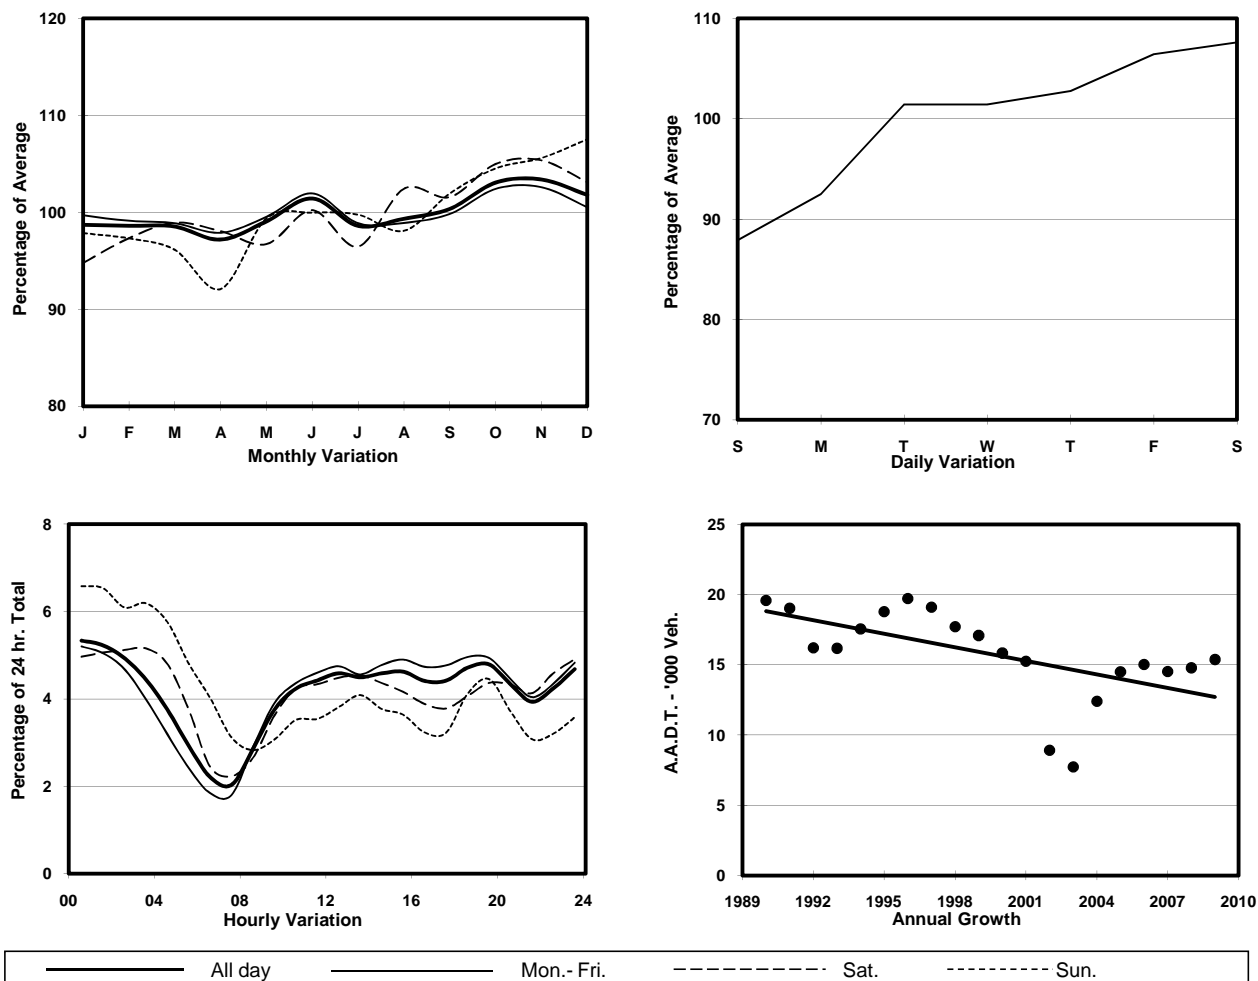 120
110
100
90
80
Percentage of Average
J F M A M J J A S O N D
Monthly Variation
110
100
90
80
70
Percentage of Average
S M T W T F S
Daily Variation
8
6
4
2
0
Percentage of 24 hr. Total
00 04 08 12 16 20 24
Hourly Variation
25
20
15
10
5
0
A.A.D.T. - '000 Veh.
1989 1992 1995 1998 2001 2004 2007 2010
Annual Growth
All day Mon.- Fri. Sat. Sun.